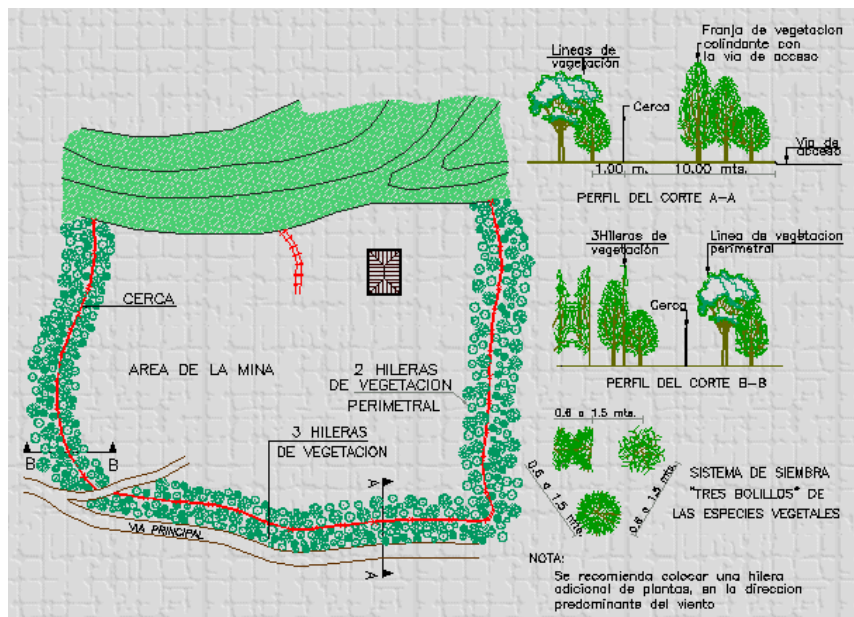 Lineas de
vegetación
Franja de vegetacion
colindante con
la via de acceso
Cerca
Via de
acceso
1.00 m.
10.00 mts.
PERFIL DEL CORTE A-A
3Hileras de
vegetación
Linea de vegetacion
perimetral
Cerca
PERFIL DEL CORTE B-B
CERCA
AREA DE LA MINA
2 HILERAS
DE VEGETACION
PERIMETRAL
3 HILERAS
DE VEGETACION
B
B
A
A
VIA PRINCIPAL
0.6 a 1.5 mts.
0.6 a 1.5 mts.
0.6 a 1.5 mts.
SISTEMA DE SIEMBRA
"TRES BOLILLOS" DE
LAS ESPECIES VEGETALES
NOTA:
Se recomienda colocar una hilera
adicional de plantas, en la direccion
predominante del viento